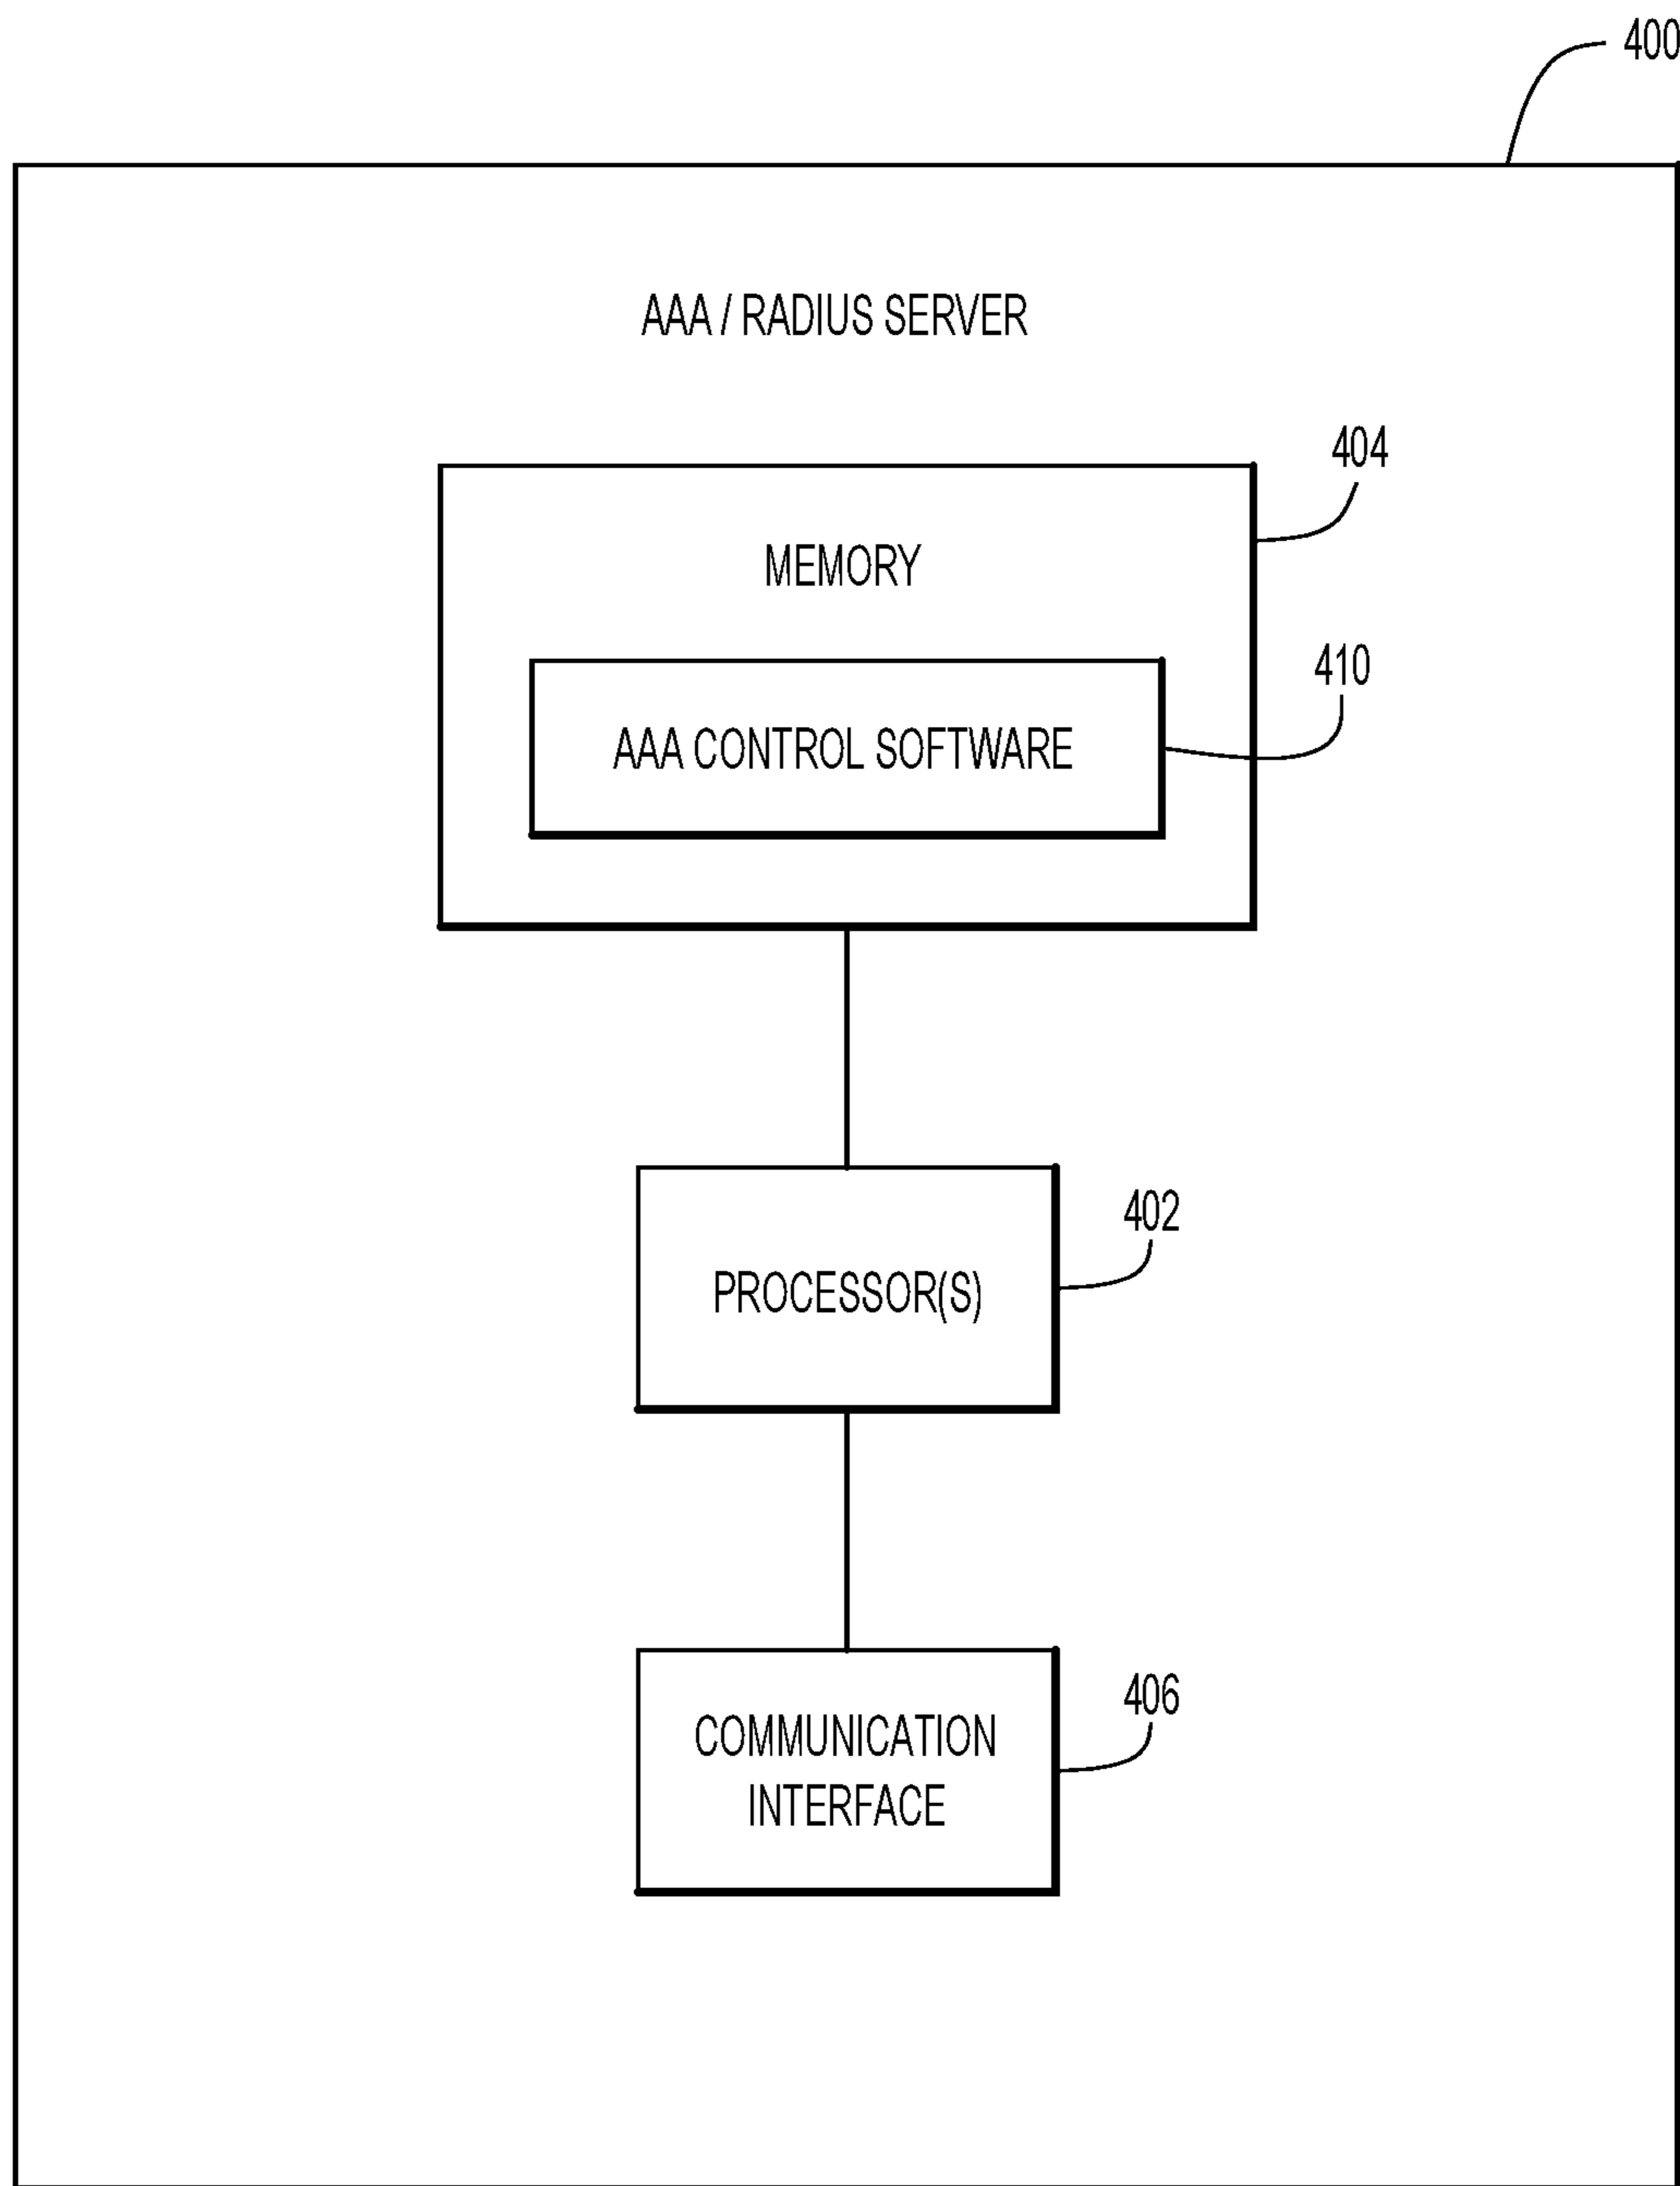 400
AAA / RADIUS SERVER
404
MEMORY
410
AAA CONTROL SOFTWARE
402
PROCESSOR(S)
406
COMMUNICATION
INTERFACE